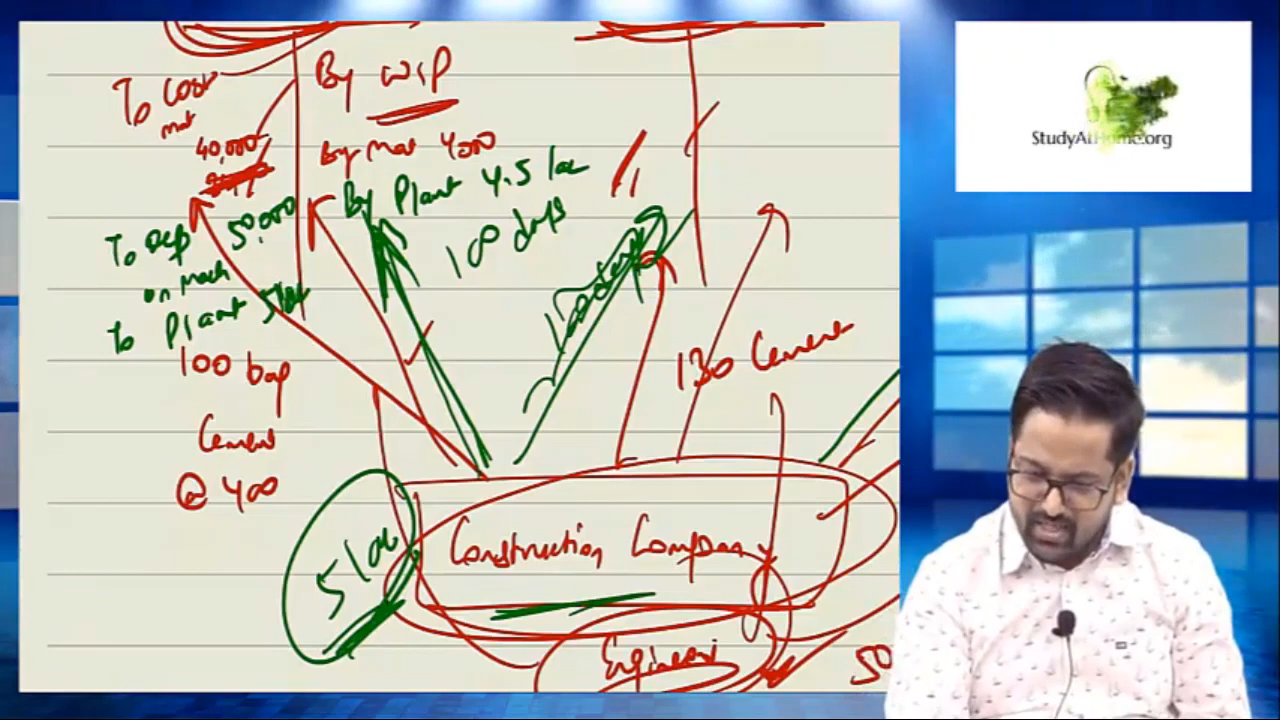 To Cost
mat
40,000
By WIP
By Mat 4000
By Plant 4.5 lac
100 days
To Dep 50,000
on Mach
To Plant 5 lac
100 bag
Cement
@ 400
130 Cement
5 lac
Construction Company
Engineer
50
StudyAtHome.org